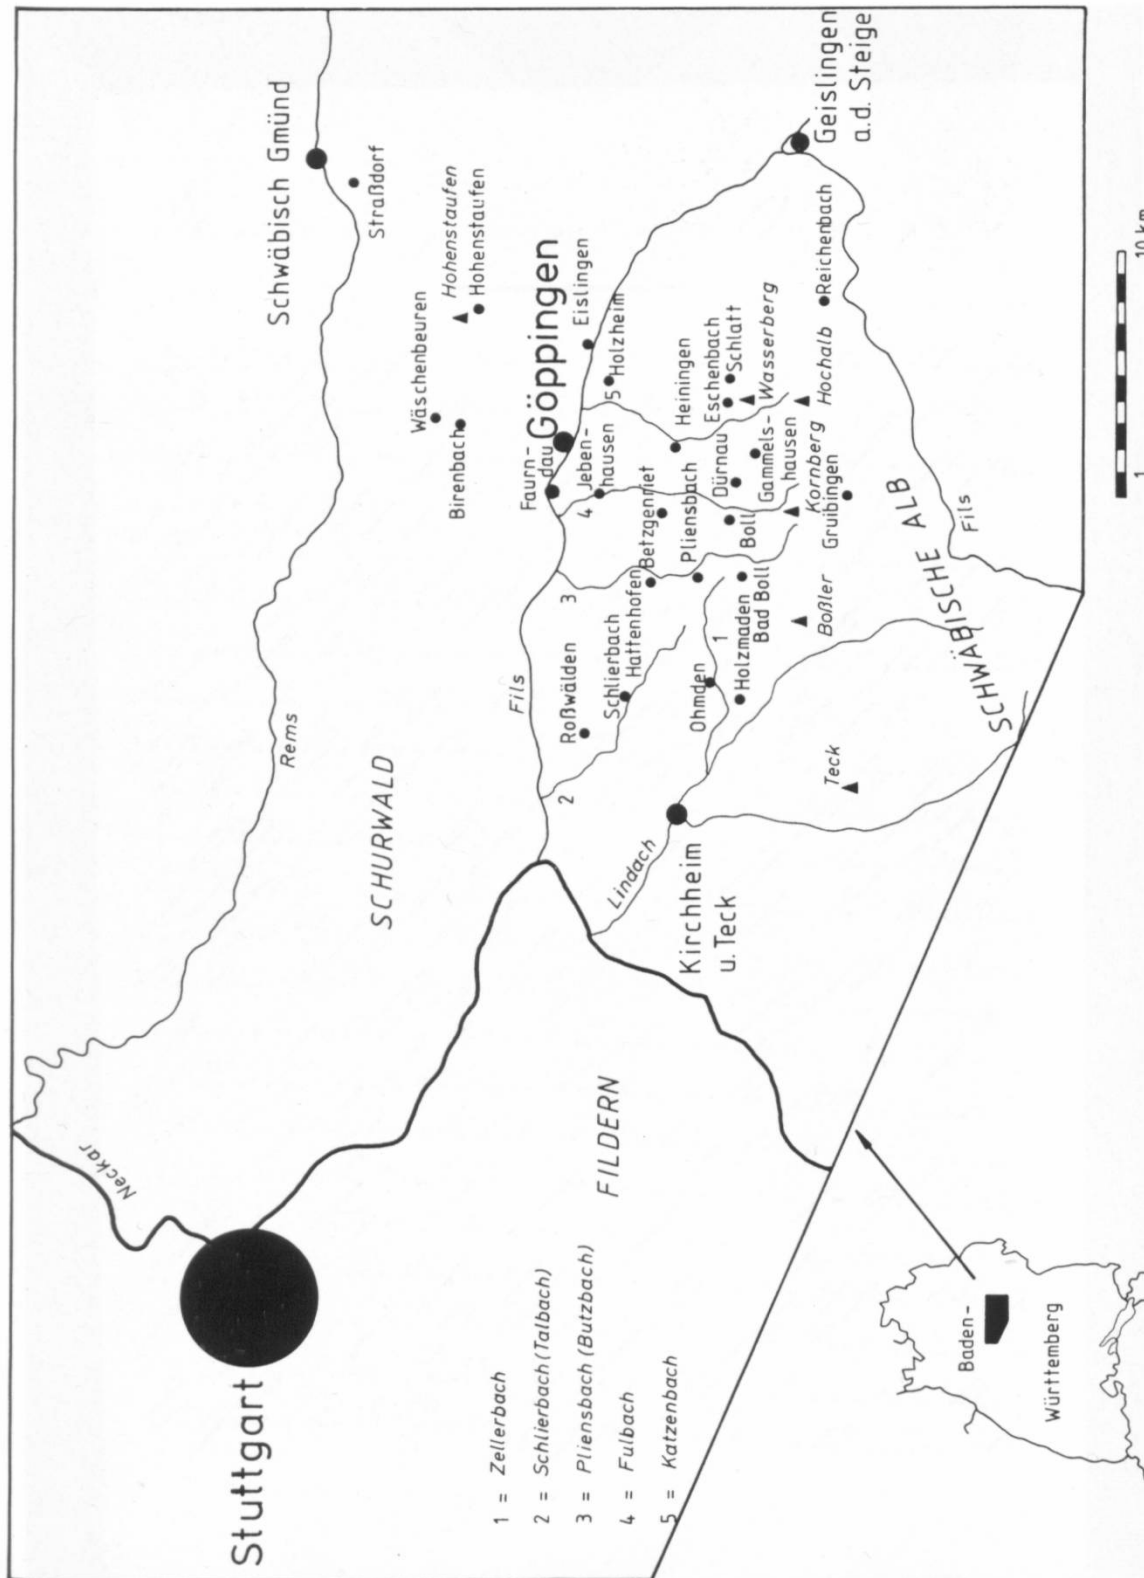 Schwäbisch Gmünd
Straßdorf
Wäschenbeuren
Hohenstaufen
Hohenstaufen
Birenbach
Rems
Neckar
Stuttgart
SCHURWALD
FILDERN
Faurn-
dau
Göppingen
Eislingen
Holzheim
5
Jeben-
hausen
4
Heiningen
Eschenbach
Schlatt
Wasserberg
Hochalb
Reichenbach
Geislingen
a.d. Steige
Betzgenriet
Pliensbach
Dürnau
Gammels-
hausen
Boll
Kornberg
Gruibingen
3
Fils
Roßwälden
Schlierbach
Hattenhofen
2
Ohmden
1
Holzmaden
Bad Boll
Boßler
Fils
SCHWÄBISCHE ALB
Teck
Lindach
Kirchheim
u. Teck
1 = Zellerbach
2 = Schlierbach (Talbach)
3 = Pliensbach (Butzbach)
4 = Fulbach
5 = Katzenbach
Baden-
Württemberg
1 10 km